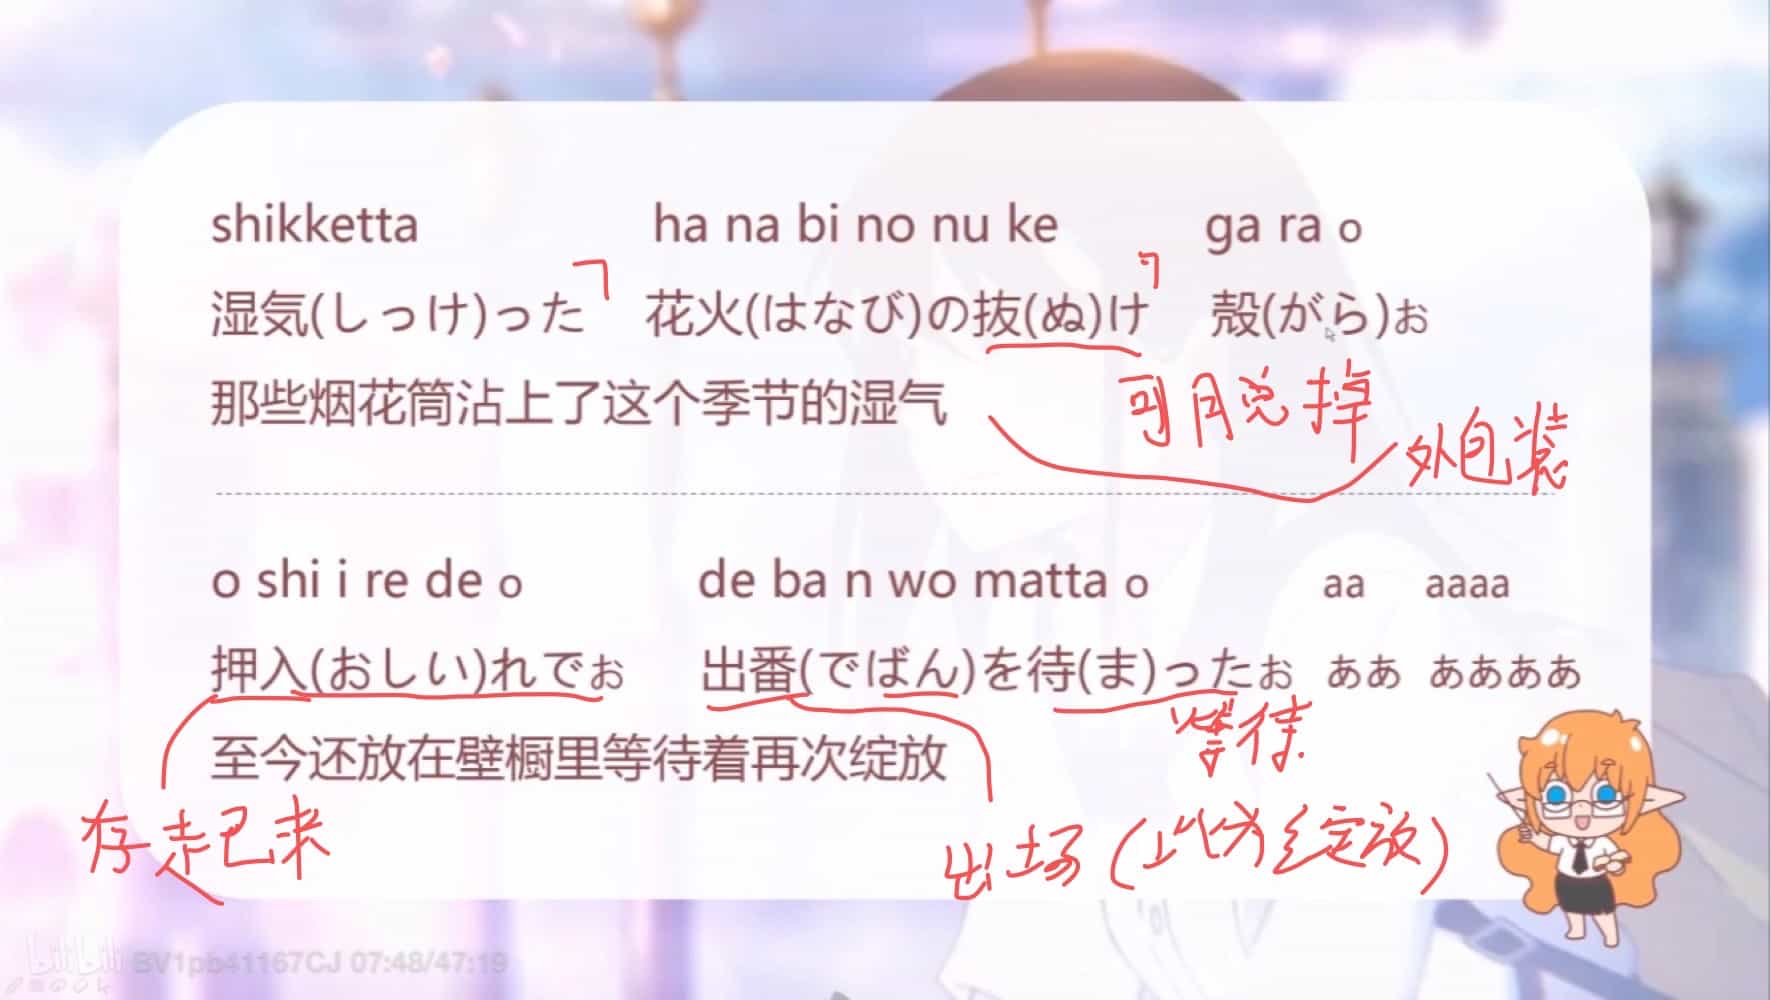 shikketta ha na bi no nu ke ga ra o
湿気(しっけ)った 花火(はなび)の抜(ぬ)け 殻(がら)ぉ
那些烟花筒沾上了这个季节的湿气
可脱掉
外包装
o shi i re de o de ba n wo matta o aa aaaa
押入(おしい)れでぉ 出番(でばん)を待(ま)ったぉ ああ ああああ
等待
至今还放在壁橱里等待着再次绽放
存起来
出场(此为绽放)
bilibili BV1pb41167CJ 07:48/47:19